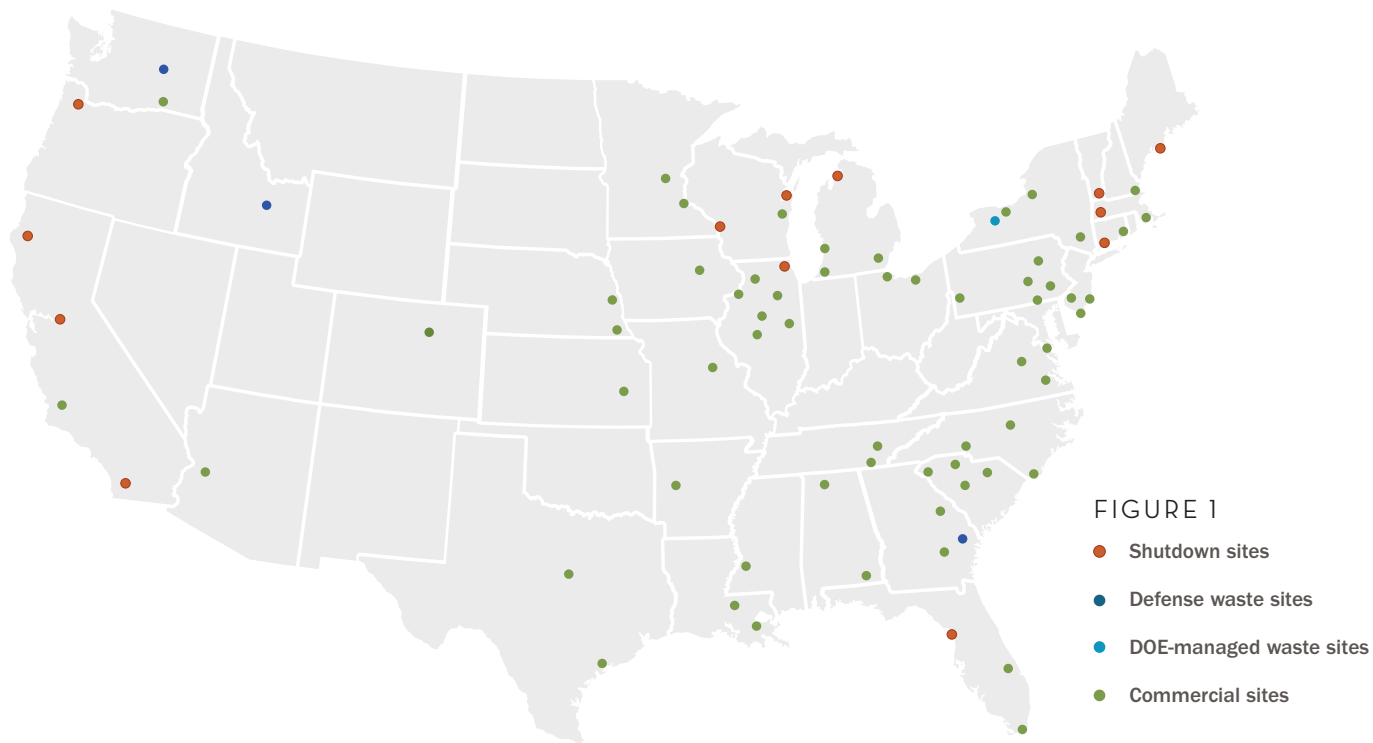 FIGURE 1
Shutdown sites
Defense waste sites
DOE-managed waste sites
Commercial sites